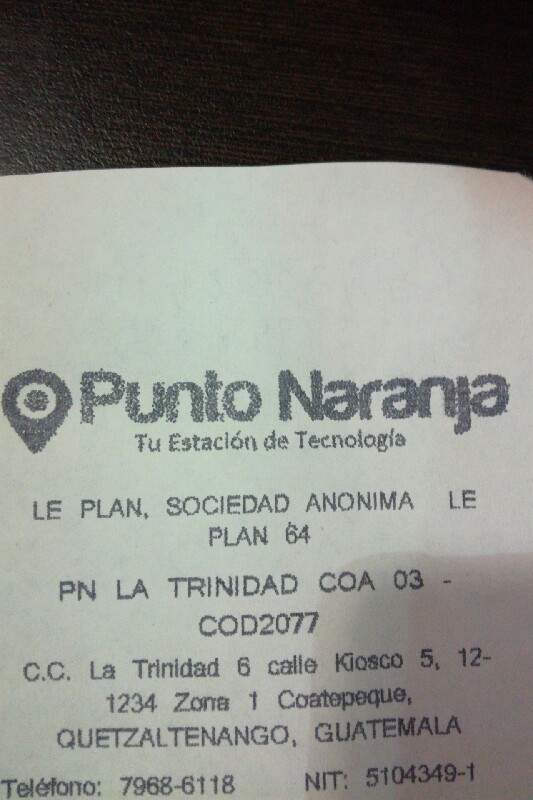 Punto Naranja
Tu Estación de Tecnología
LE PLAN, SOCIEDAD ANONIMA LE
PLAN 64
PN LA TRINIDAD COA 03 -
COD2077
C.C. La Trinidad 6 calle Kiosco 5, 12-
1234 Zona 1 Coatepeque,
QUETZALTENANGO, GUATEMALA
Teléfono: 7968-6118 NIT: 5104349-1